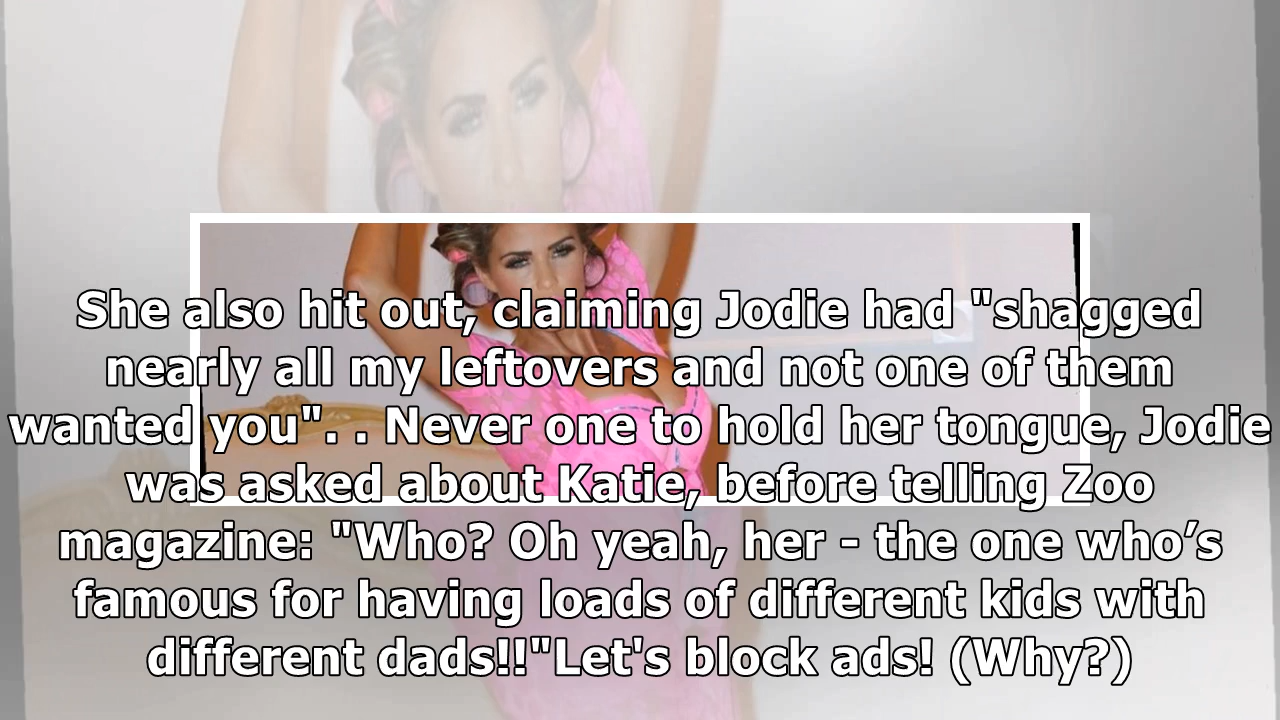 She also hit out, claiming Jodie had "shagged
nearly all my leftovers and not one of them
wanted you". . Never one to hold her tongue, Jodie
was asked about Katie, before telling Zoo
magazine: "Who? Oh yeah, her - the one who’s
famous for having loads of different kids with
different dads!!"Let's block ads! (Why?)